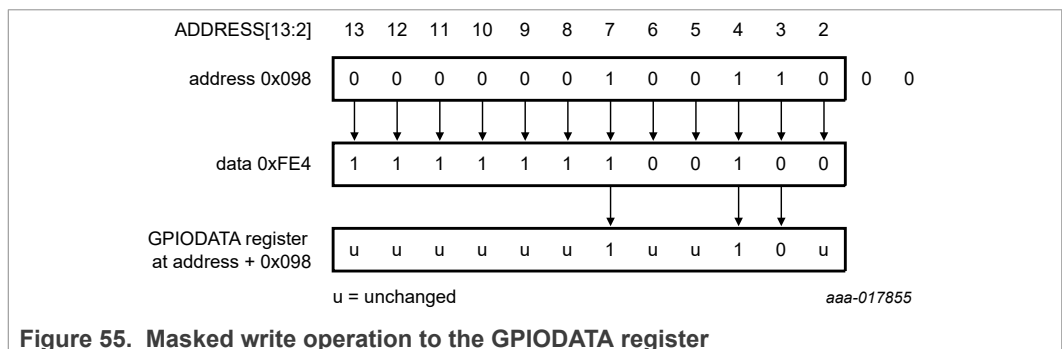 ADDRESS[13:2] 13 12 11 10 9 8 7 6 5 4 3 2
address 0x098 0 0 0 0 0 0 1 0 0 1 1 0 0 0
data 0xFE4 1 1 1 1 1 1 1 0 0 1 0 0
GPIODATA register
at address + 0x098 u u u u u u 1 u u 1 0 u
u = unchanged aaa-017855
Figure 55. Masked write operation to the GPIODATA register